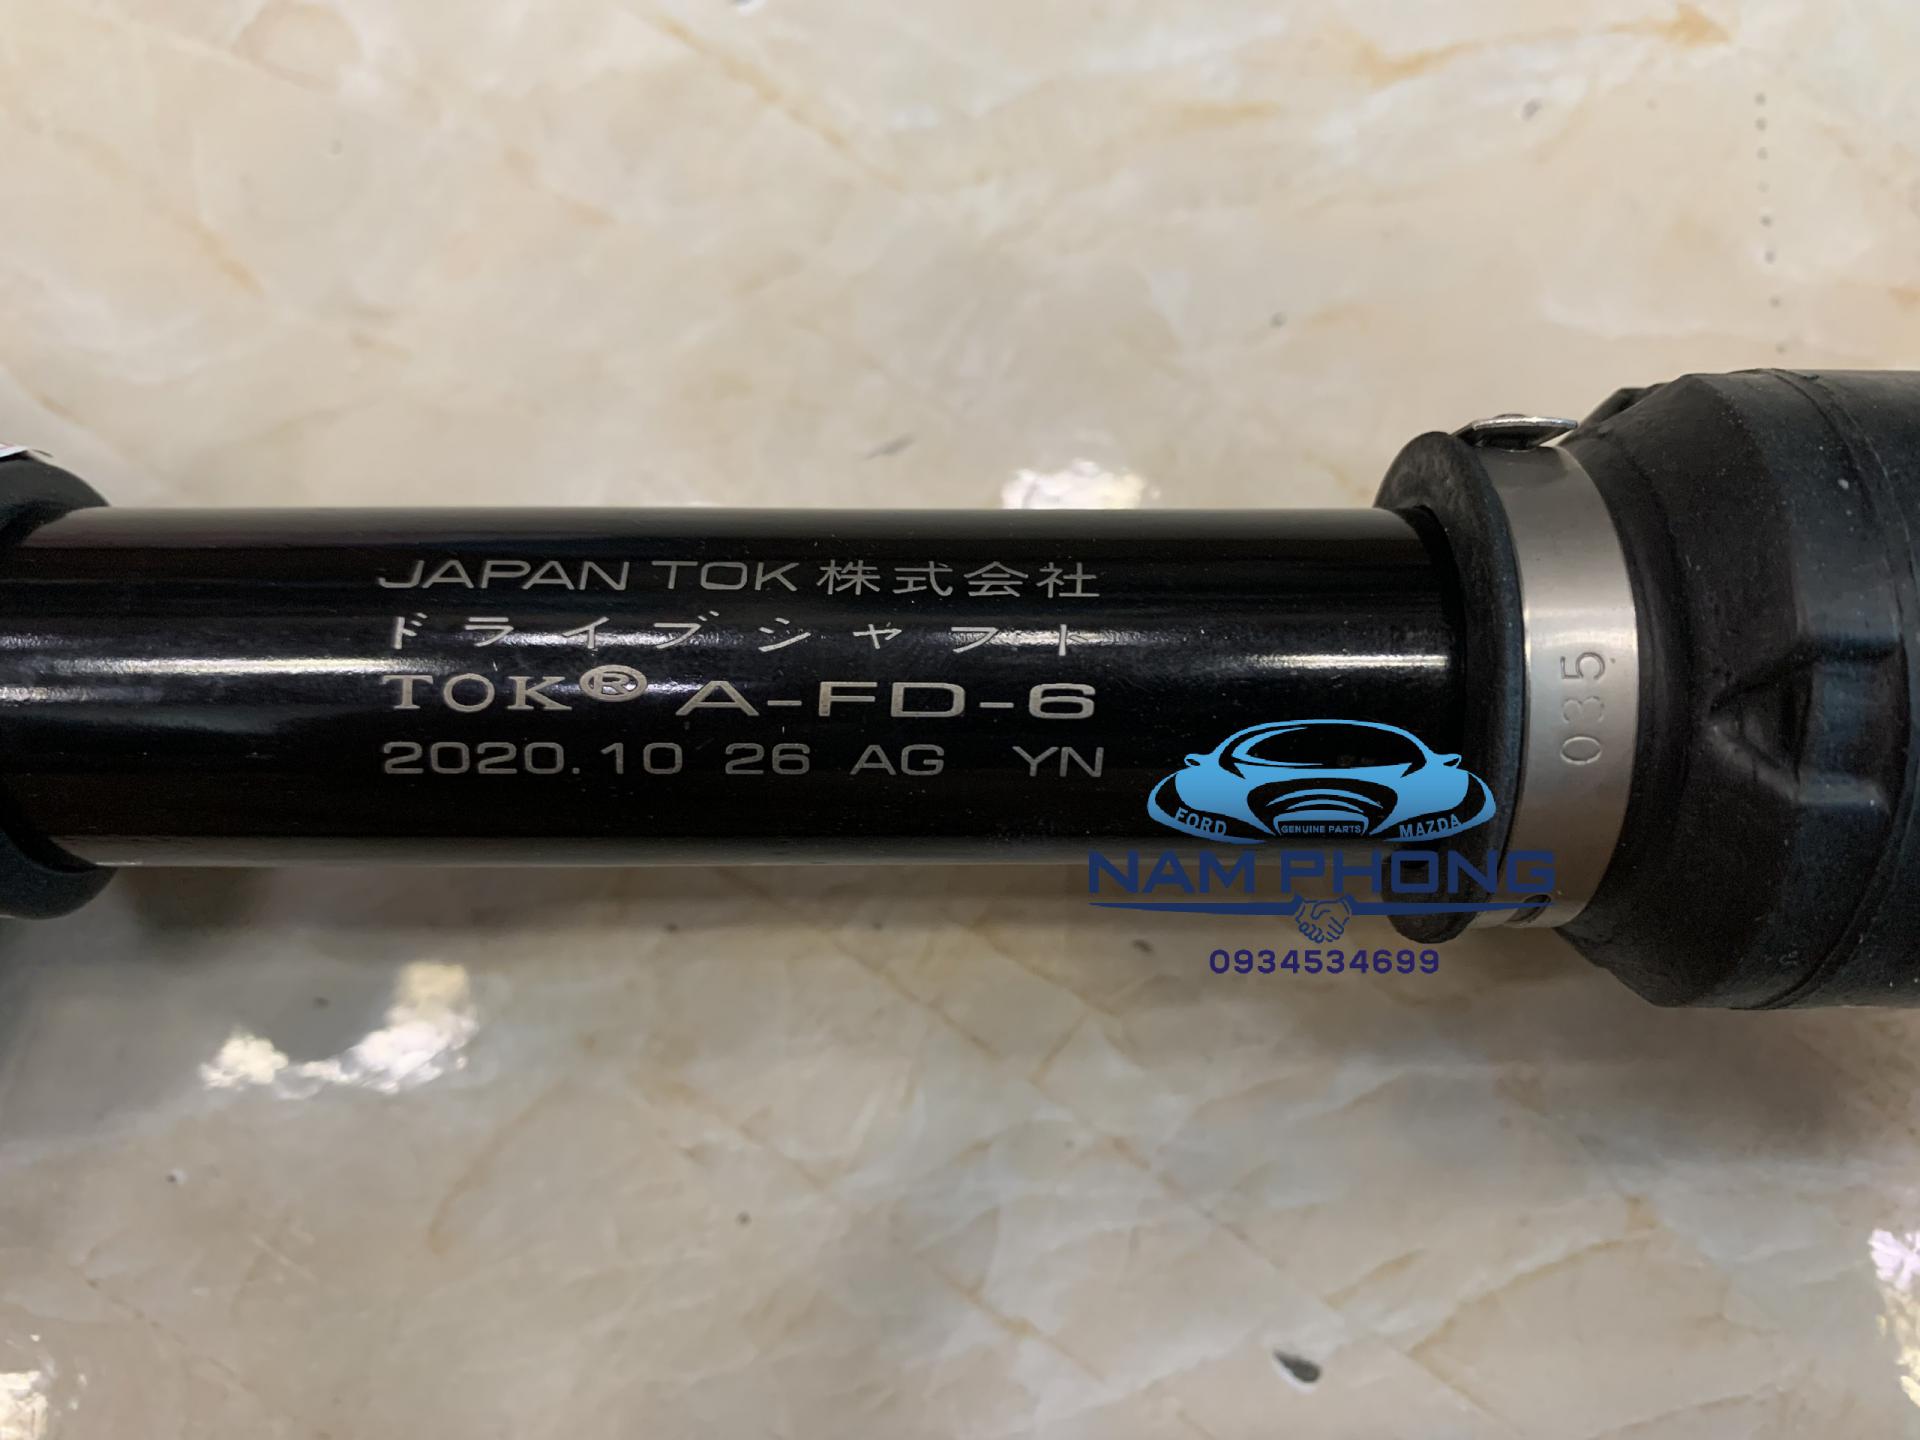 JAPAN TOK 株式会社
ドライブシャフト
TOK® A-FD-6
2020.10 26 AG YN
035
FORD GENUINE PARTS MAZDA
NAM PHONG
0934534699